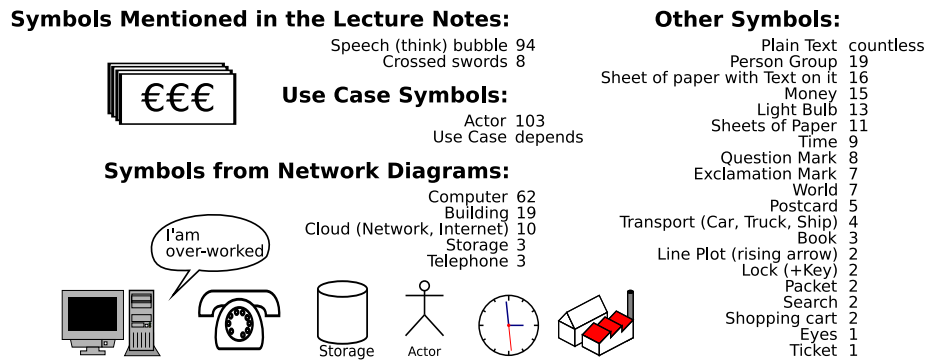 Symbols Mentioned in the Lecture Notes:
Speech (think) bubble 94
Crossed swords 8
€€€
Use Case Symbols:
Actor 103
Use Case depends
Symbols from Network Diagrams:
Computer 62
Building 19
Cloud (Network, Internet) 10
Storage 3
Telephone 3
I'am
over-worked
Storage
Actor
Other Symbols:
Plain Text countless
Person Group 19
Sheet of paper with Text on it 16
Money 15
Light Bulb 13
Sheets of Paper 11
Time 9
Question Mark 8
Exclamation Mark 7
World 7
Postcard 5
Transport (Car, Truck, Ship) 4
Book 3
Line Plot (rising arrow) 2
Lock (+Key) 2
Packet 2
Search 2
Shopping cart 2
Eyes 1
Ticket 1